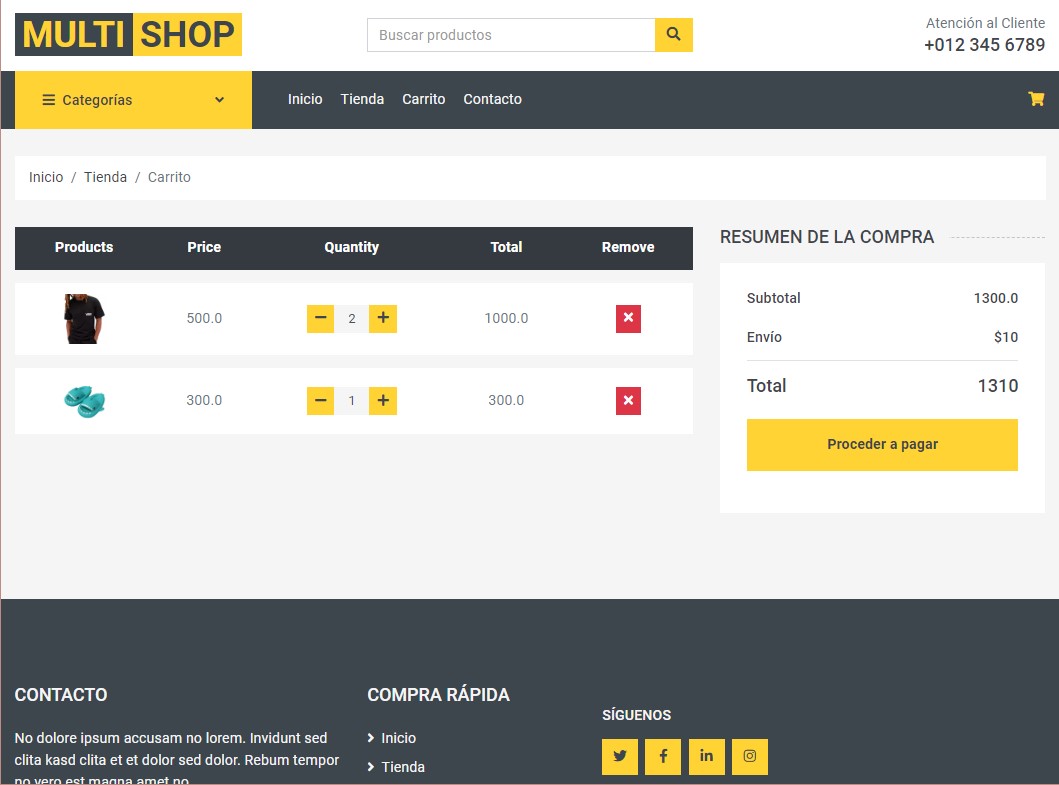 MULTI SHOP
Buscar productos
Atención al Cliente
+012 345 6789
Categorías
Inicio Tienda Carrito Contacto
Inicio / Tienda / Carrito
Products Price Quantity Total Remove
500.0 2 1000.0
300.0 1 300.0
RESUMEN DE LA COMPRA
Subtotal 1300.0
Envío $10
Total 1310
Proceder a pagar
CONTACTO
No dolore ipsum accusam no lorem. Invidunt sed
clita kasd clita et et dolor sed dolor. Rebum tempor
no vero est magna amet no
COMPRA RÁPIDA
Inicio
Tienda
SÍGUENOS